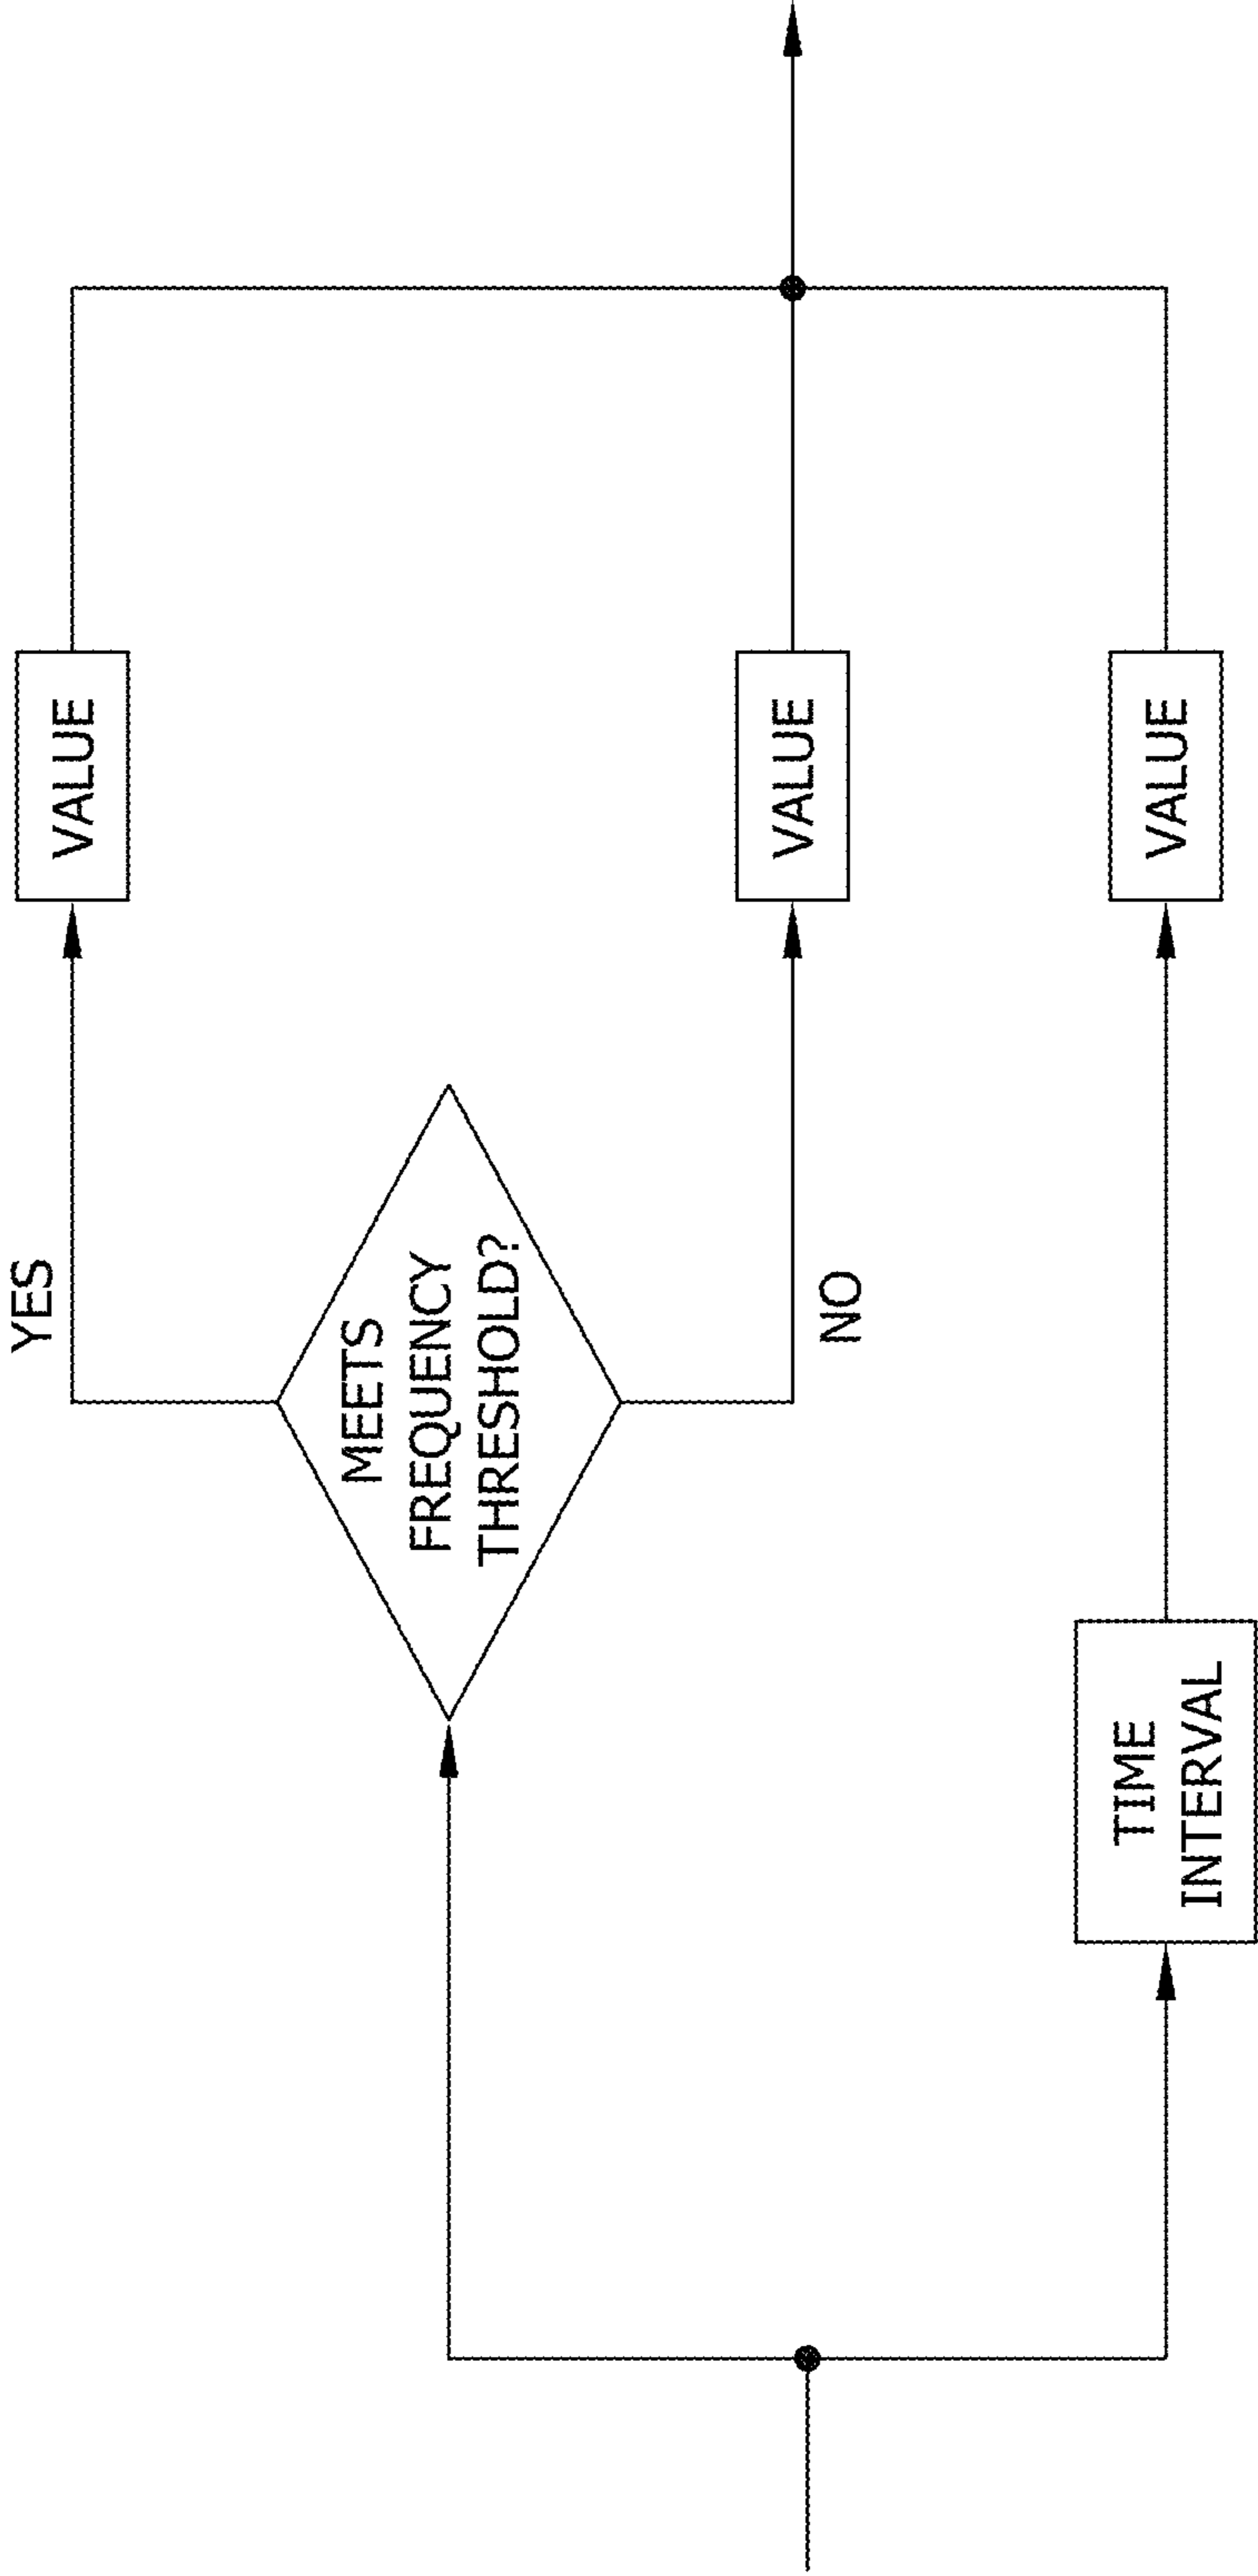 YES
VALUE
MEETS
FREQUENCY
THRESHOLD?
NO
VALUE
TIME
INTERVAL
VALUE